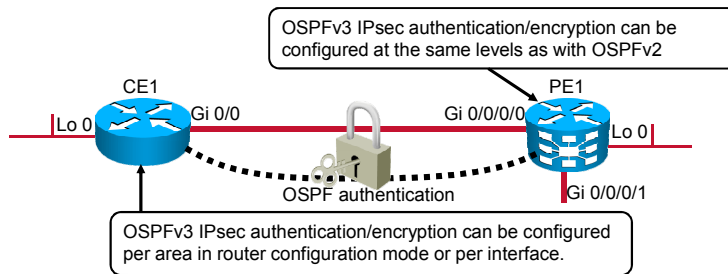 OSPFv3 IPsec authentication/encryption can be
configured at the same levels as with OSPFv2
CE1
PE1
Lo 0
Gi 0/0
Gi 0/0/0/0
Lo 0
OSPF authentication
Gi 0/0/0/1
OSPFv3 IPsec authentication/encryption can be configured
per area in router configuration mode or per interface.